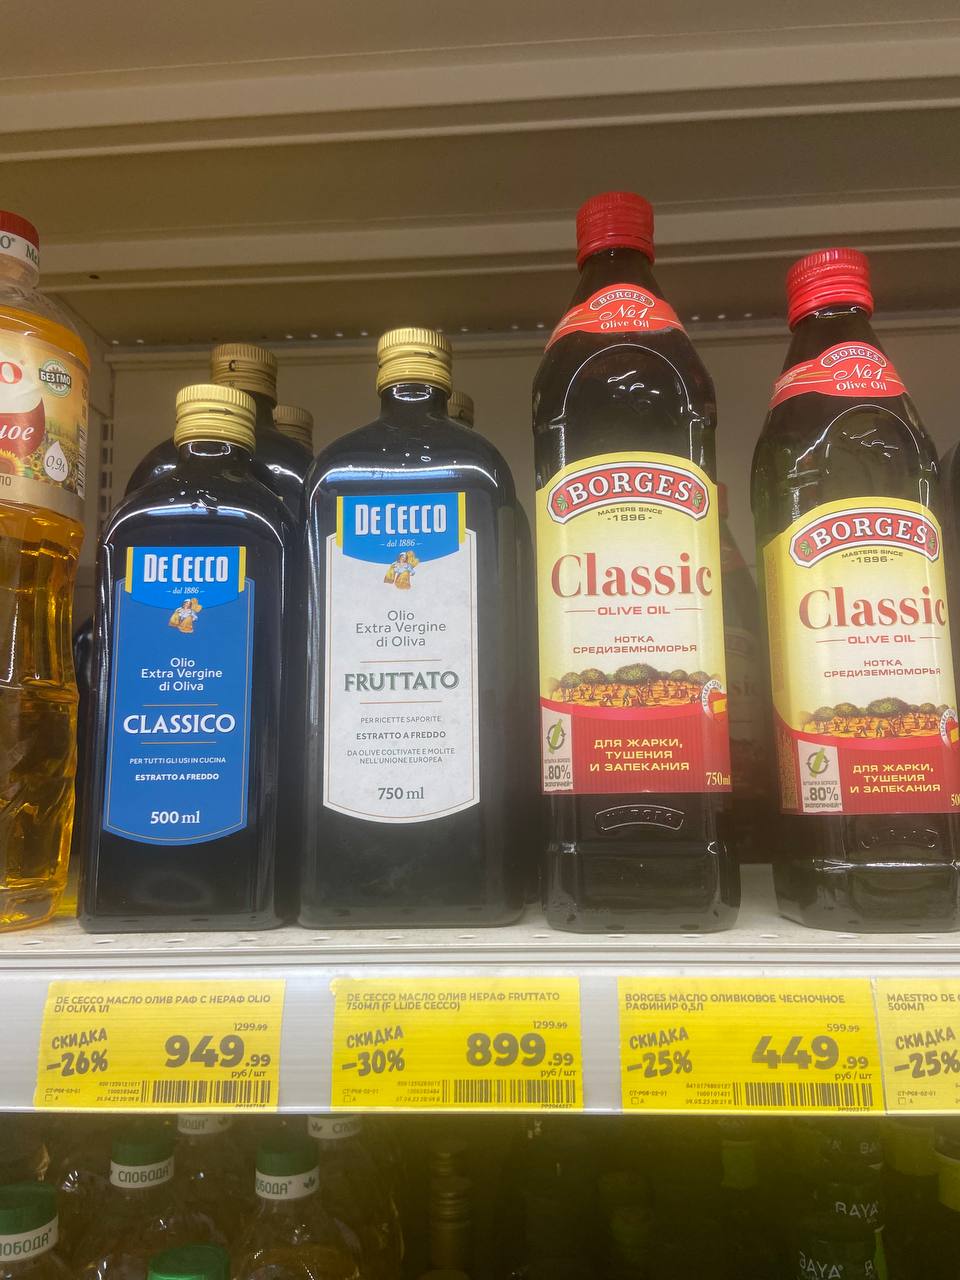 БЕЗ ГМО
ное
0,9л
DE CECCO
dal 1886
Olio
Extra Vergine
di Oliva
CLASSICO
PER TUTTI GLI USI IN CUCINA
ESTRATTO A FREDDO
500 ml
DE CECCO
dal 1886
Olio
Extra Vergine
di Oliva
FRUTTATO
PER RICETTE SAPORITE
ESTRATTO A FREDDO
DA OLIVE COLTIVATE E MOLITE
NELL'UNIONE EUROPEA
750 ml
BORGES
№1
Olive Oil
BORGES
MASTERS SINCE
-1896-
Classic
OLIVE OIL
НОТКА
СРЕДИЗЕМНОМОРЬЯ
80%
ДЛЯ ЖАРКИ,
ТУШЕНИЯ
И ЗАПЕКАНИЯ
750ml
BORGES
№1
Olive Oil
BORGES
MASTERS SINCE
-1896-
Classic
OLIVE OIL
НОТКА
СРЕДИЗЕМНОМОРЬЯ
80%
ДЛЯ ЖАРКИ,
ТУШЕНИЯ
И ЗАПЕКАНИЯ
DE CECCO МАСЛО ОЛИВ РАФ С НЕРАФ OLIO
DI OLIVA 1Л
СКИДКА
-26%
1299.99
949.99
руб / шт
DE CECCO МАСЛО ОЛИВ НЕРАФ FRUTTATO
750МЛ (F LLIDE CECCO)
СКИДКА
-30%
1299.99
899.99
руб / шт
BORGES МАСЛО ОЛИВКОВОЕ ЧЕСНОЧНОЕ
РАФИНИР 0,5Л
СКИДКА
-25%
599.99
449.99
руб / шт
MAESTRO DE
500МЛ
СКИДКА
-25%
СЛОБОДА